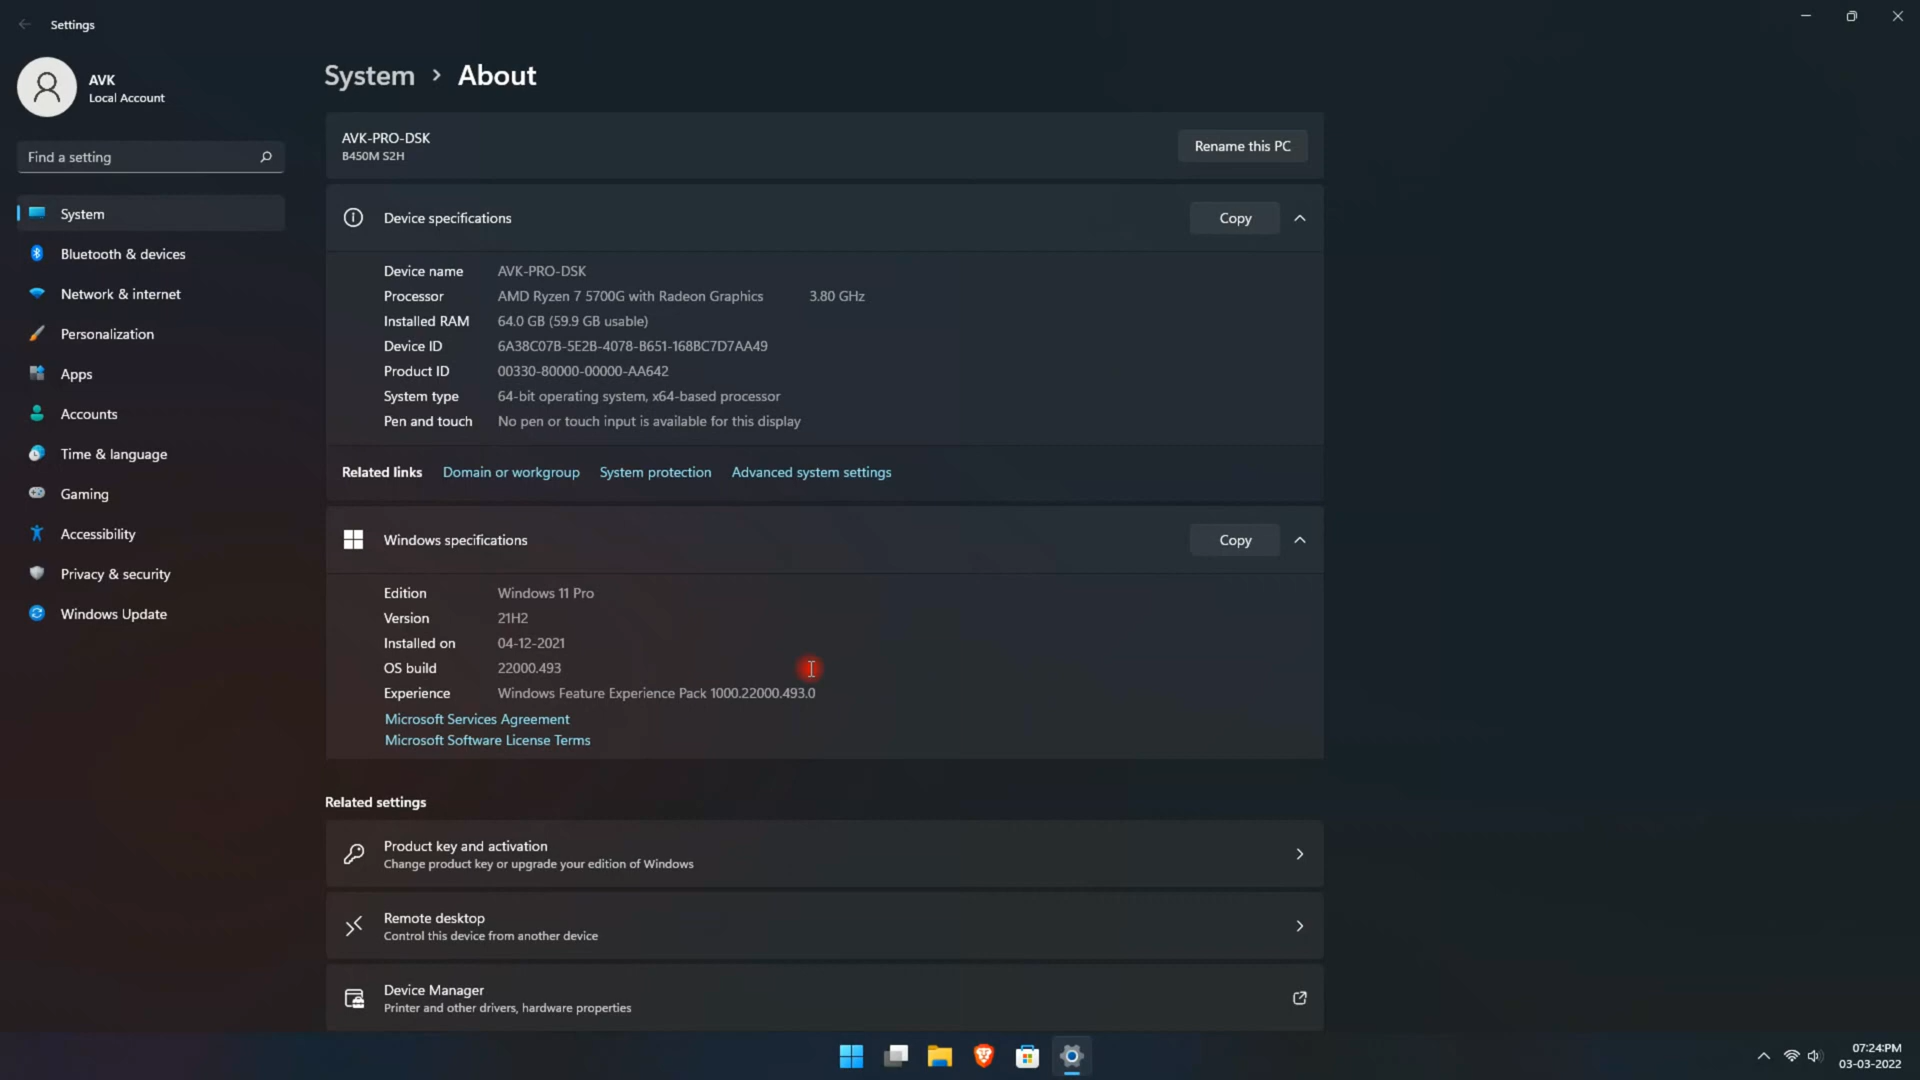 Settings
AVK
Local Account
Find a setting
System
Bluetooth & devices
Network & internet
Personalization
Apps
Accounts
Time & language
Gaming
Accessibility
Privacy & security
Windows Update
System > About
AVK-PRO-DSK
B450M S2H
Rename this PC
Device specifications Copy
Device name AVK-PRO-DSK
Processor AMD Ryzen 7 5700G with Radeon Graphics 3.80 GHz
Installed RAM 64.0 GB (59.9 GB usable)
Device ID 6A38C07B-5E2B-4078-B651-168BC7D7AA49
Product ID 00330-80000-00000-AA642
System type 64-bit operating system, x64-based processor
Pen and touch No pen or touch input is available for this display
Related links Domain or workgroup System protection Advanced system settings
Windows specifications Copy
Edition Windows 11 Pro
Version 21H2
Installed on 04-12-2021
OS build 22000.493
Experience Windows Feature Experience Pack 1000.22000.493.0
Microsoft Services Agreement
Microsoft Software License Terms
Related settings
Product key and activation
Change product key or upgrade your edition of Windows
Remote desktop
Control this device from another device
Device Manager
Printer and other drivers, hardware properties
07:24:PM
03-03-2022